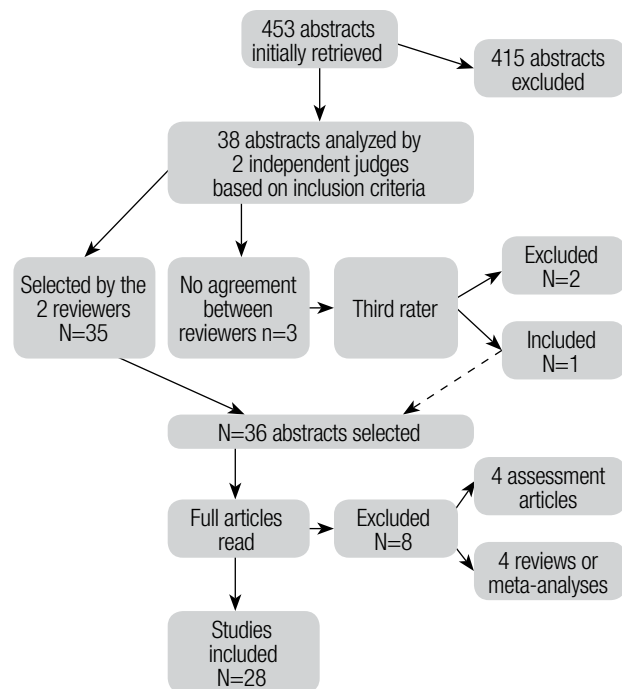 453 abstracts
initially retrieved
415 abstracts
excluded
38 abstracts analyzed by
2 independent judges
based on inclusion criteria
Selected by the
2 reviewers
N=35
No agreement
between
reviewers n=3
Third rater
Excluded
N=2
Included
N=1
N=36 abstracts selected
Full articles
read
Excluded
N=8
4 assessment
articles
4 reviews or
meta-analyses
Studies
included
N=28